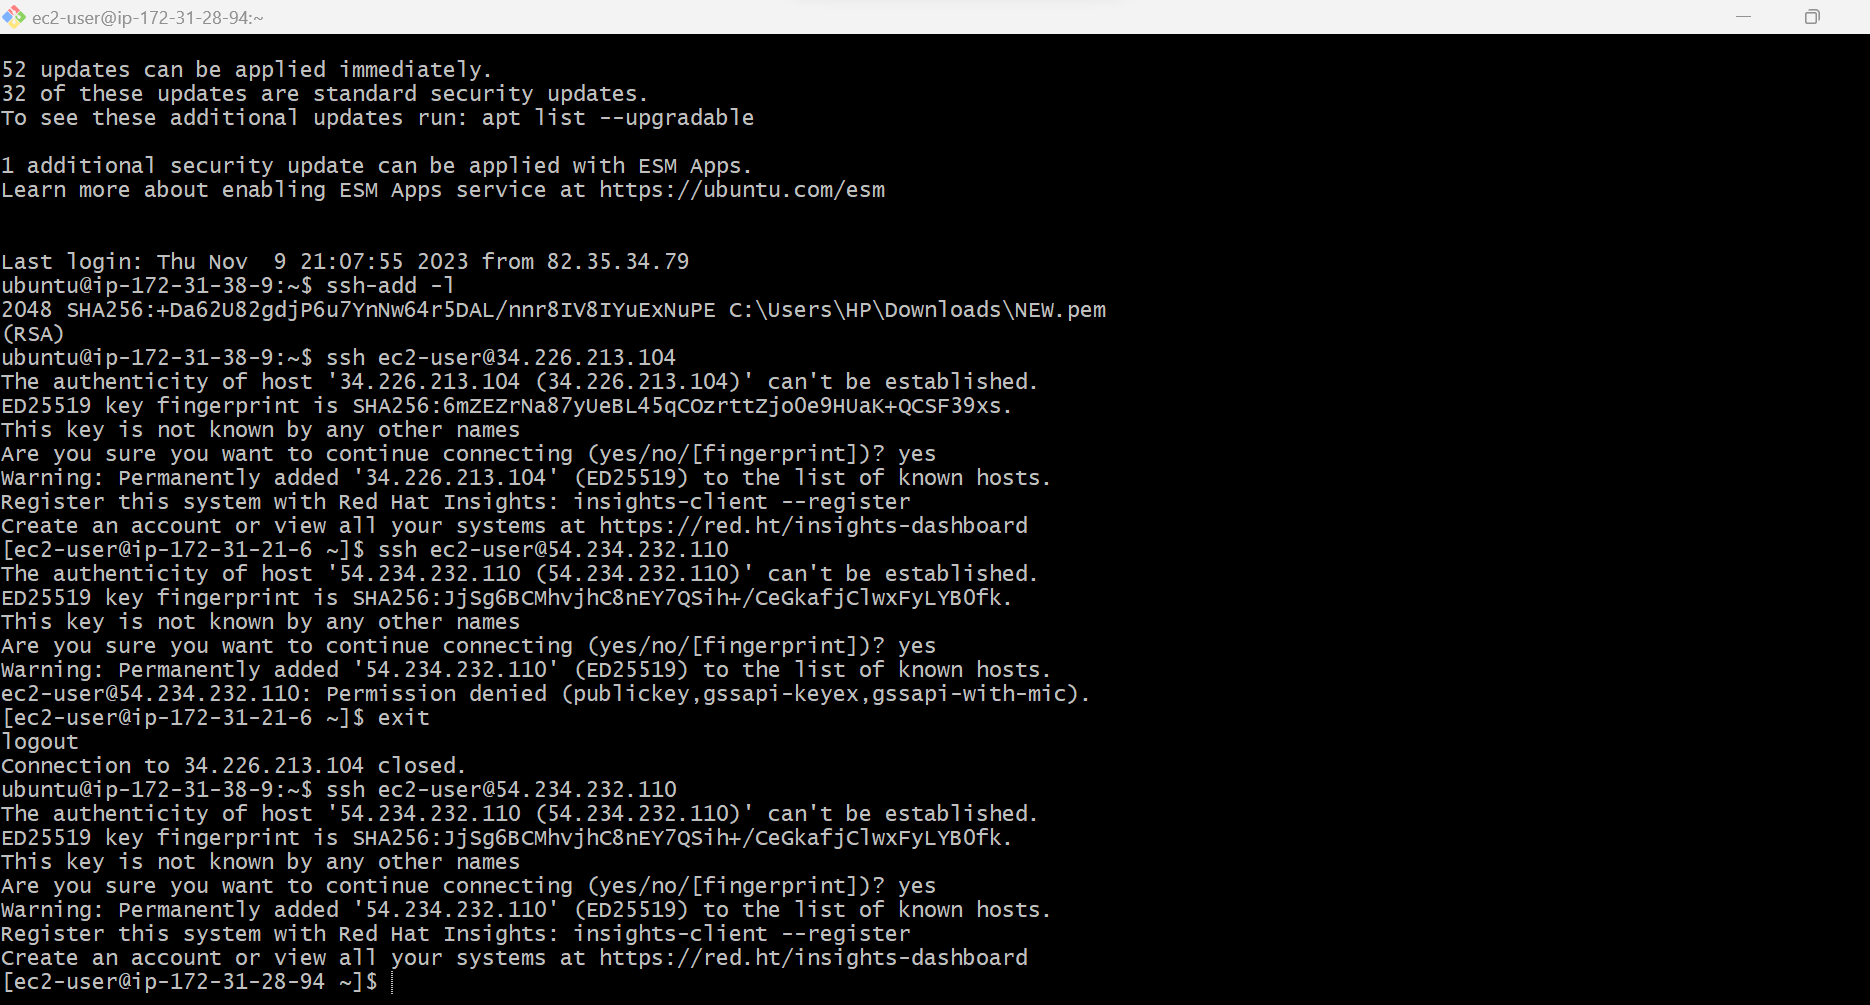 ec2-user@ip-172-31-28-94:~
52 updates can be applied immediately.
32 of these updates are standard security updates.
To see these additional updates run: apt list --upgradable
1 additional security update can be applied with ESM Apps.
Learn more about enabling ESM Apps service at https://ubuntu.com/esm
Last login: Thu Nov  9 21:07:55 2023 from 82.35.34.79
ubuntu@ip-172-31-38-9:~$ ssh-add -l
2048 SHA256:+Da62U82gdjP6u7YnNw64r5DAL/nnr8IV8IYuExNuPE C:\Users\HP\Downloads\NEW.pem
(RSA)
ubuntu@ip-172-31-38-9:~$ ssh ec2-user@34.226.213.104
The authenticity of host '34.226.213.104 (34.226.213.104)' can't be established.
ED25519 key fingerprint is SHA256:6mZEZrNa87yUeBL45qCOzrttZjoOe9HUaK+QCSF39xs.
This key is not known by any other names
Are you sure you want to continue connecting (yes/no/[fingerprint])? yes
Warning: Permanently added '34.226.213.104' (ED25519) to the list of known hosts.
Register this system with Red Hat Insights: insights-client --register
Create an account or view all your systems at https://red.ht/insights-dashboard
[ec2-user@ip-172-31-21-6 ~]$ ssh ec2-user@54.234.232.110
The authenticity of host '54.234.232.110 (54.234.232.110)' can't be established.
ED25519 key fingerprint is SHA256:JjSg6BCMhvjhC8nEY7QSih+/CeGkafjClwxFyLYBOfk.
This key is not known by any other names
Are you sure you want to continue connecting (yes/no/[fingerprint])? yes
Warning: Permanently added '54.234.232.110' (ED25519) to the list of known hosts.
ec2-user@54.234.232.110: Permission denied (publickey,gssapi-keyex,gssapi-with-mic).
[ec2-user@ip-172-31-21-6 ~]$ exit
logout
Connection to 34.226.213.104 closed.
ubuntu@ip-172-31-38-9:~$ ssh ec2-user@54.234.232.110
The authenticity of host '54.234.232.110 (54.234.232.110)' can't be established.
ED25519 key fingerprint is SHA256:JjSg6BCMhvjhC8nEY7QSih+/CeGkafjClwxFyLYBOfk.
This key is not known by any other names
Are you sure you want to continue connecting (yes/no/[fingerprint])? yes
Warning: Permanently added '54.234.232.110' (ED25519) to the list of known hosts.
Register this system with Red Hat Insights: insights-client --register
Create an account or view all your systems at https://red.ht/insights-dashboard
[ec2-user@ip-172-31-28-94 ~]$